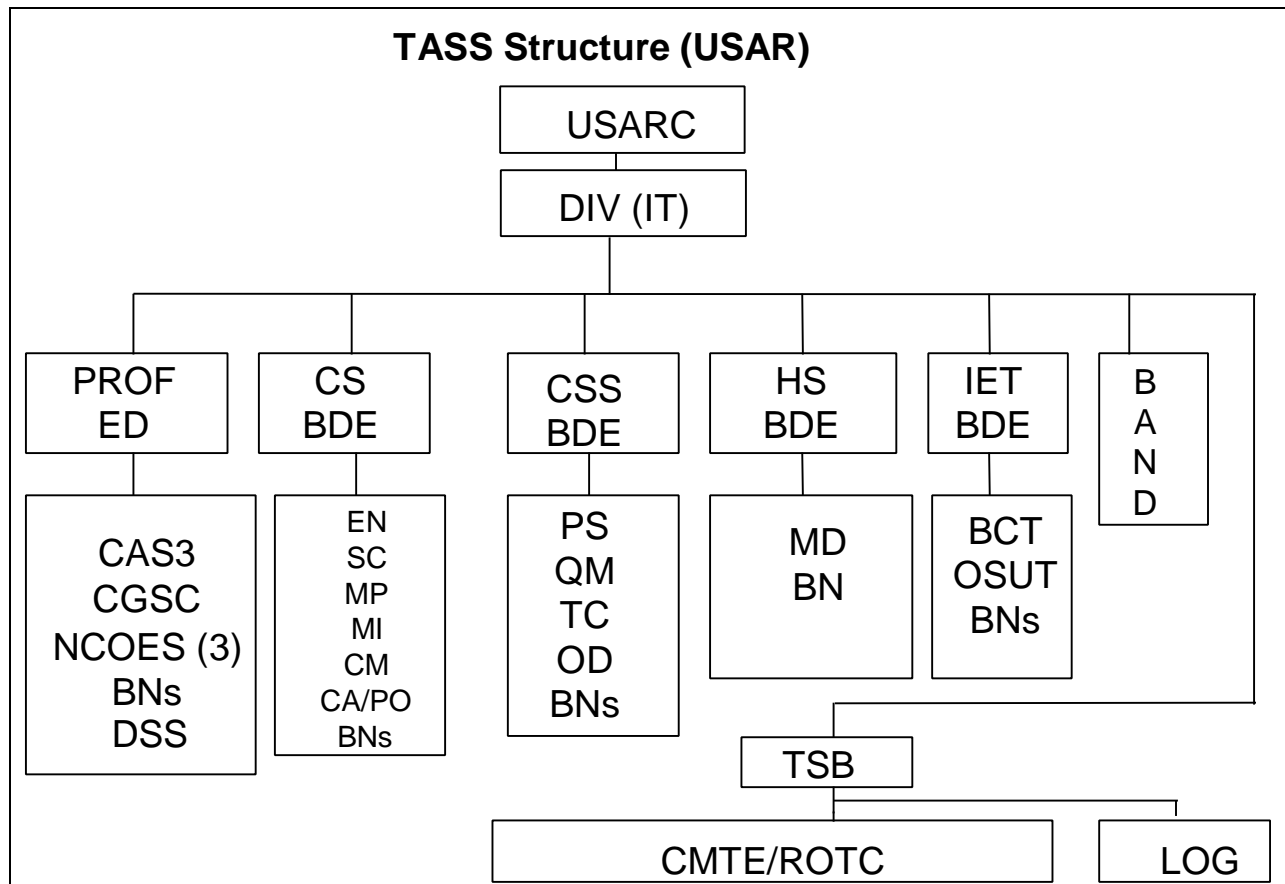 TASS Structure (USAR)
USARC
DIV (IT)
PROF
ED
CS
BDE
CSS
BDE
HS
BDE
IET
BDE
B
A
N
D
CAS3
CGSC
NCOES (3)
BNs
DSS
EN
SC
MP
MI
CM
CA/PO
BNs
PS
QM
TC
OD
BNs
MD
BN
BCT
OSUT
BNs
TSB
CMTE/ROTC
LOG